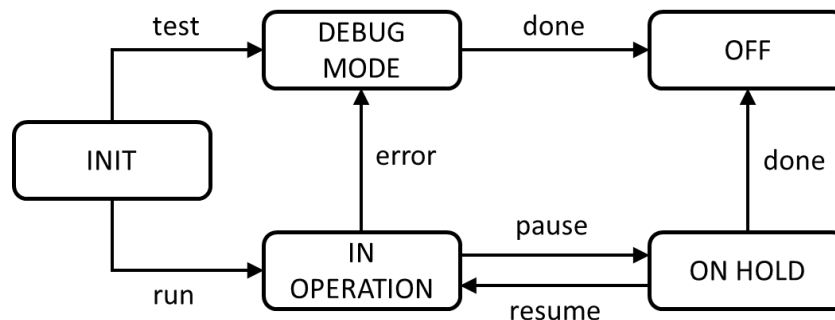 test
DEBUG
MODE
done
OFF
INIT
error
done
run
IN
OPERATION
pause
resume
ON HOLD